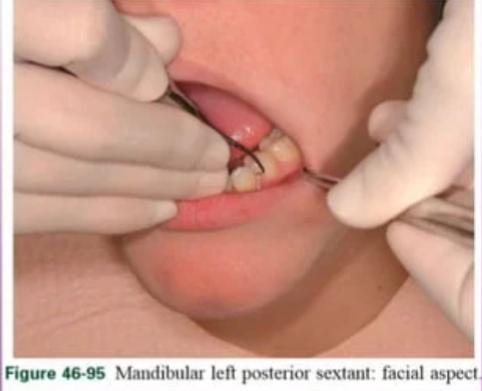 Figure 46-95 Mandibular left posterior sextant: facial aspect.